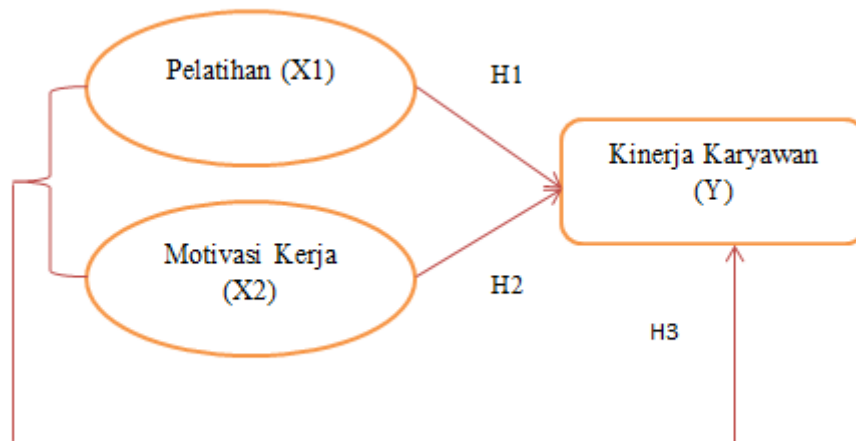 Pelatihan (X1)
H1
Kinerja Karyawan
(Y)
Motivasi Kerja
(X2)
H2
H3